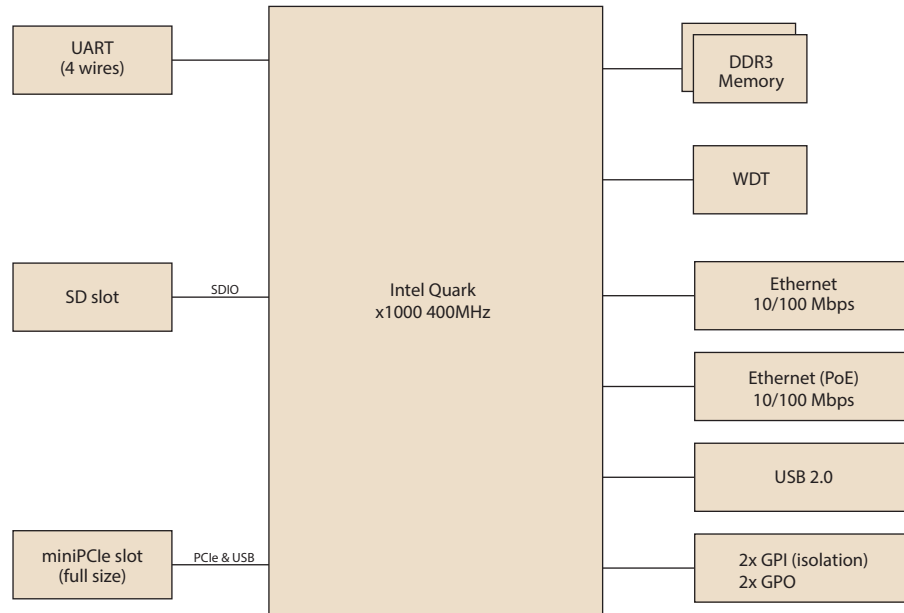 UART
(4 wires)
SD slot
SDIO
miniPCIe slot
(full size)
PCIe & USB
Intel Quark
x1000 400MHz
DDR3
Memory
WDT
Ethernet
10/100 Mbps
Ethernet (PoE)
10/100 Mbps
USB 2.0
2x GPI (isolation)
2x GPO